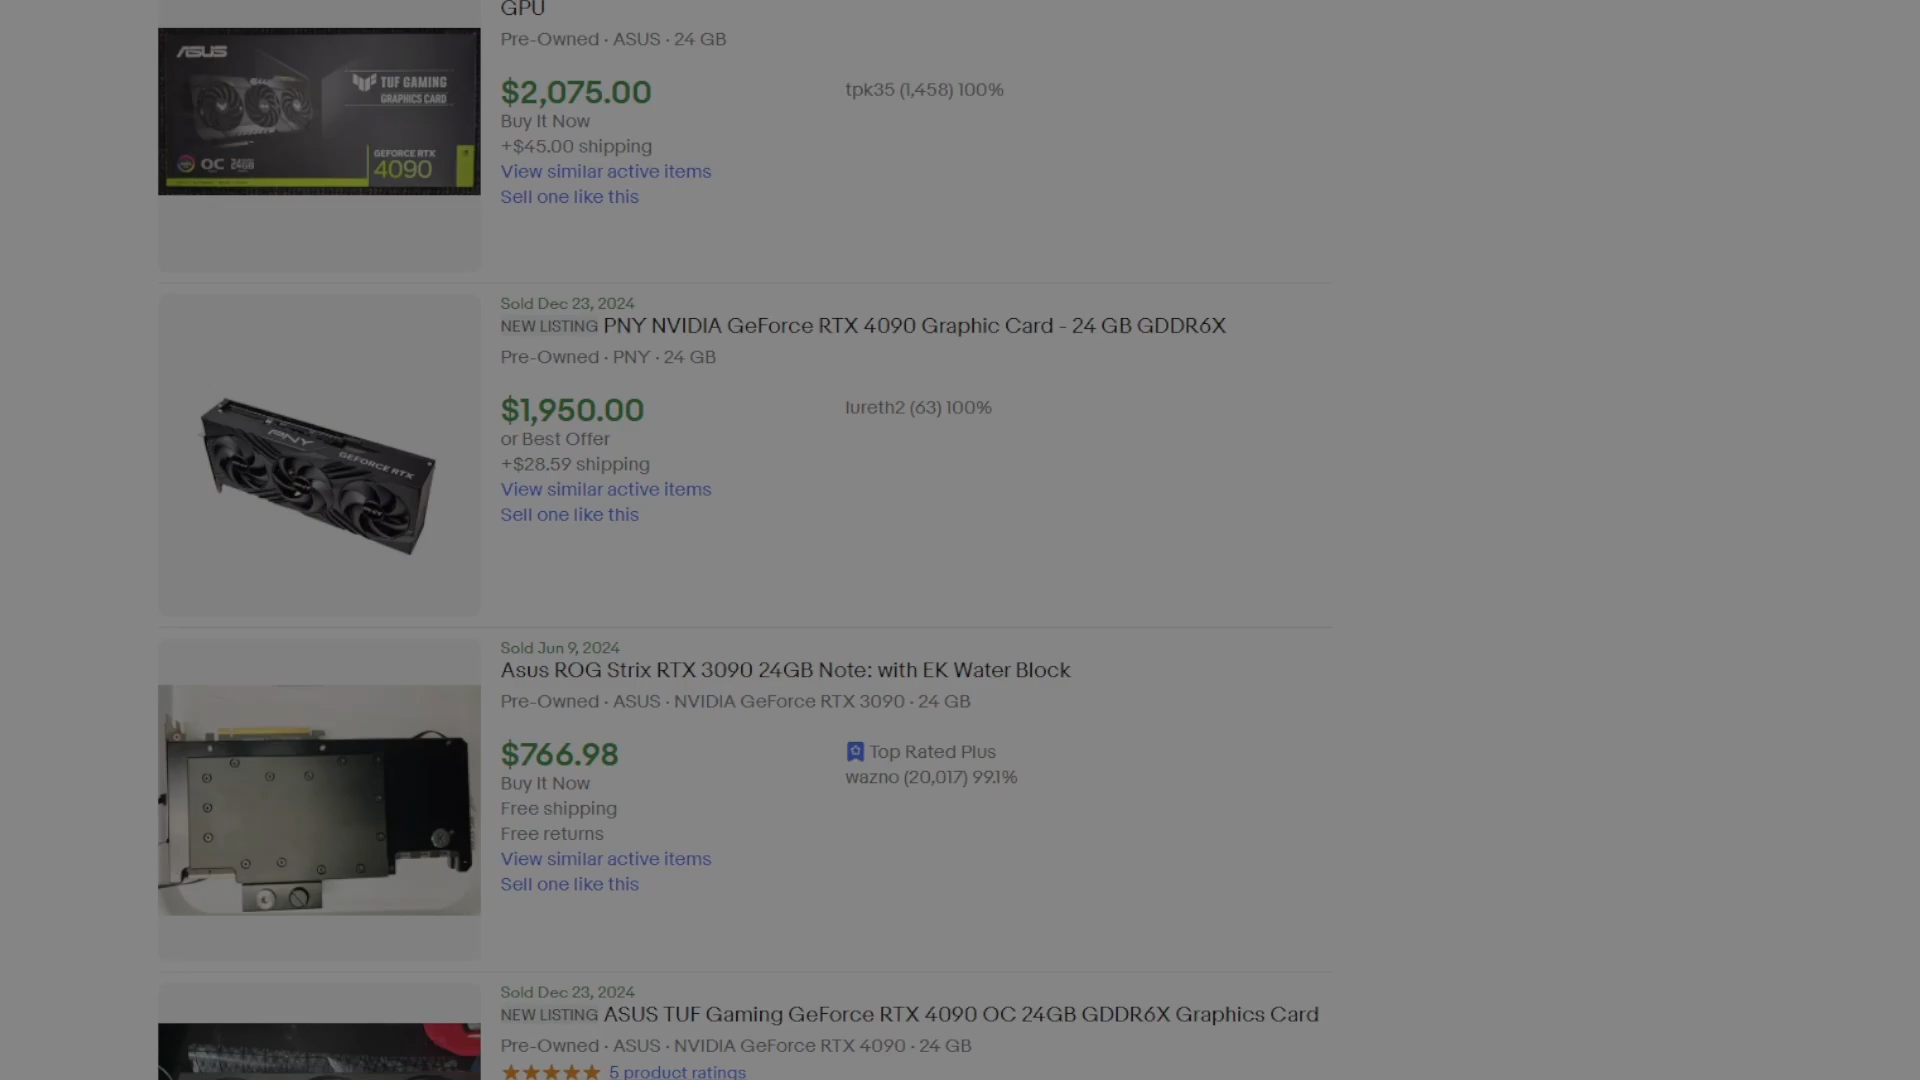 GPU
Pre-Owned · ASUS · 24 GB
ASUS
TUF GAMING
GRAPHICS CARD
OC
GEFORCE RTX
4090
$2,075.00
tpk35 (1,458) 100%
Buy It Now
+$45.00 shipping
View similar active items
Sell one like this
Sold Dec 23, 2024
NEW LISTING PNY NVIDIA GeForce RTX 4090 Graphic Card - 24 GB GDDR6X
Pre-Owned · PNY · 24 GB
PNY
GEFORCE RTX
$1,950.00
lureth2 (63) 100%
or Best Offer
+$28.59 shipping
View similar active items
Sell one like this
Sold Jun 9, 2024
Asus ROG Strix RTX 3090 24GB Note: with EK Water Block
Pre-Owned · ASUS · NVIDIA GeForce RTX 3090 · 24 GB
$766.98
Top Rated Plus
Buy It Now
wazno (20,017) 99.1%
Free shipping
Free returns
View similar active items
Sell one like this
Sold Dec 23, 2024
NEW LISTING ASUS TUF Gaming GeForce RTX 4090 OC 24GB GDDR6X Graphics Card
Pre-Owned · ASUS · NVIDIA GeForce RTX 4090 · 24 GB
5 product ratings